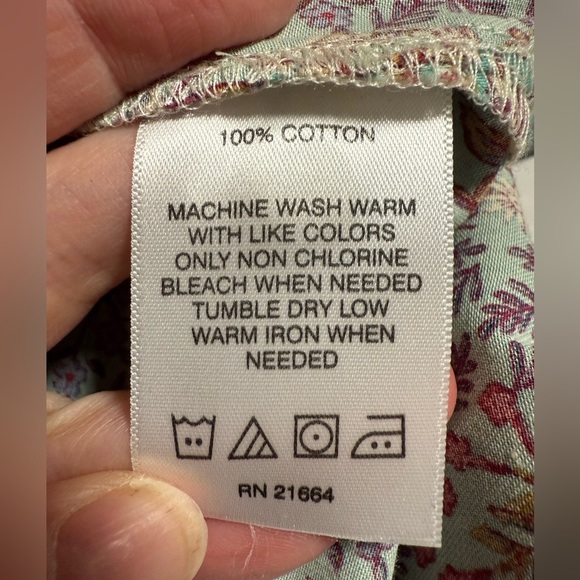 100% COTTON
MACHINE WASH WARM
WITH LIKE COLORS
ONLY NON CHLORINE
BLEACH WHEN NEEDED
TUMBLE DRY LOW
WARM IRON WHEN
NEEDED
RN 21664